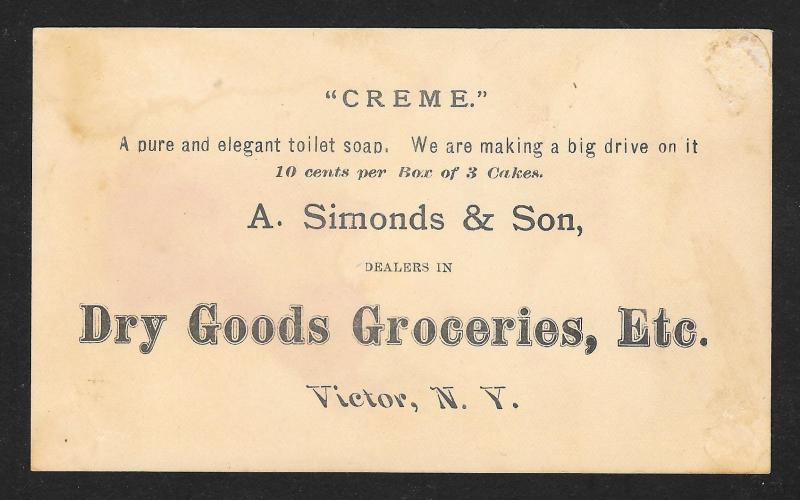 "CREME."
A pure and elegant toilet soap. We are making a big drive on it
10 cents per Box of 3 Cakes.
A. Simonds & Son,
DEALERS IN
Dry Goods Groceries, Etc.
Victor, N. Y.